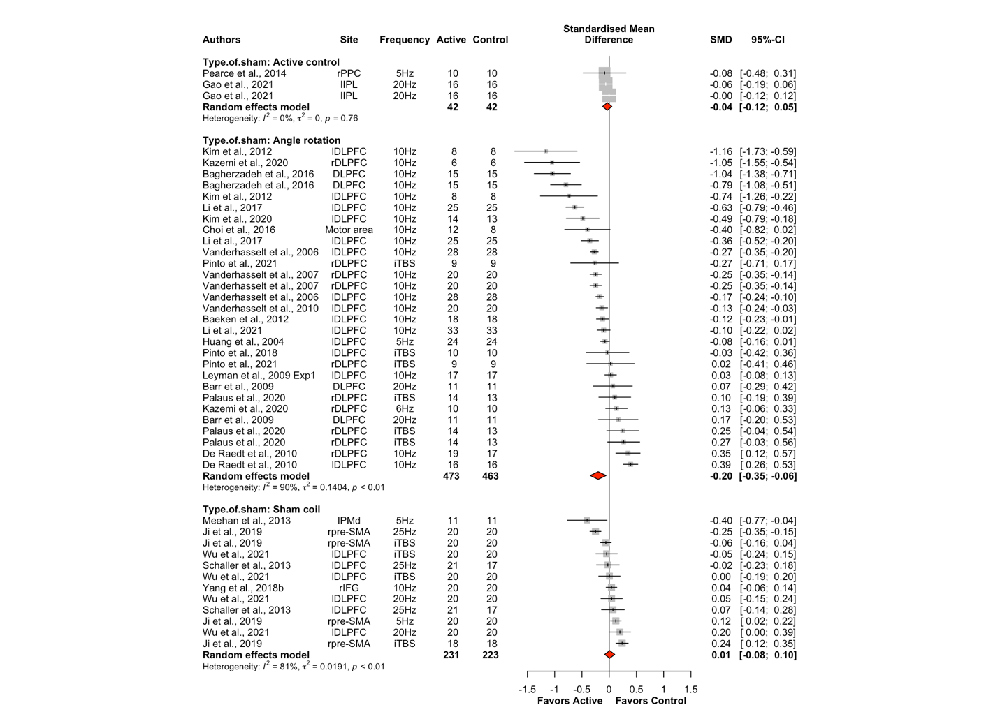 Standardised Mean
Authors Site Frequency Active Control Difference SMD 95%-CI
Type.of.sham: Active control
Pearce et al., 2014 rPPC 5Hz 10 10 -0.08 [-0.48; 0.31]
Gao et al., 2021 lIPL 20Hz 16 16 -0.06 [-0.19; 0.06]
Gao et al., 2021 lIPL 20Hz 16 16 -0.00 [-0.12; 0.12]
Random effects model 42 42 -0.04 [-0.12; 0.05]
Heterogeneity: I² = 0%, τ² = 0, p = 0.76
Type.of.sham: Angle rotation
Kim et al., 2012 lDLPFC 10Hz 8 8 -1.16 [-1.73; -0.59]
Kazemi et al., 2020 rDLPFC 10Hz 6 6 -1.05 [-1.55; -0.54]
Bagherzadeh et al., 2016 DLPFC 10Hz 15 15 -1.04 [-1.38; -0.71]
Bagherzadeh et al., 2016 DLPFC 10Hz 15 15 -0.79 [-1.08; -0.51]
Kim et al., 2012 lDLPFC 10Hz 8 8 -0.74 [-1.26; -0.22]
Li et al., 2017 lDLPFC 10Hz 25 25 -0.63 [-0.79; -0.46]
Kim et al., 2020 lDLPFC 10Hz 14 13 -0.49 [-0.79; -0.18]
Choi et al., 2016 Motor area 10Hz 12 8 -0.40 [-0.82; 0.02]
Li et al., 2017 lDLPFC 10Hz 25 25 -0.36 [-0.52; -0.20]
Vanderhasselt et al., 2006 lDLPFC 10Hz 28 28 -0.27 [-0.35; -0.20]
Pinto et al., 2021 rDLPFC iTBS 9 9 -0.27 [-0.71; 0.17]
Vanderhasselt et al., 2007 rDLPFC 10Hz 20 20 -0.25 [-0.35; -0.14]
Vanderhasselt et al., 2007 rDLPFC 10Hz 20 20 -0.25 [-0.35; -0.14]
Vanderhasselt et al., 2006 lDLPFC 10Hz 28 28 -0.17 [-0.24; -0.10]
Vanderhasselt et al., 2010 lDLPFC 10Hz 20 20 -0.13 [-0.24; -0.03]
Baeken et al., 2012 lDLPFC 10Hz 18 18 -0.12 [-0.23; -0.01]
Li et al., 2021 lDLPFC 10Hz 33 33 -0.10 [-0.22; 0.02]
Huang et al., 2004 lDLPFC 5Hz 24 24 -0.08 [-0.16; 0.01]
Pinto et al., 2018 lDLPFC iTBS 10 10 -0.03 [-0.42; 0.36]
Pinto et al., 2021 rDLPFC iTBS 9 9 0.02 [-0.41; 0.46]
Leyman et al., 2009 Exp1 lDLPFC 10Hz 17 17 0.03 [-0.08; 0.13]
Barr et al., 2009 DLPFC 20Hz 11 11 0.07 [-0.29; 0.42]
Palaus et al., 2020 rDLPFC iTBS 14 13 0.10 [-0.19; 0.39]
Kazemi et al., 2020 rDLPFC 6Hz 10 10 0.13 [-0.06; 0.33]
Barr et al., 2009 DLPFC 20Hz 11 11 0.17 [-0.20; 0.53]
Palaus et al., 2020 rDLPFC iTBS 14 13 0.25 [-0.04; 0.54]
Palaus et al., 2020 rDLPFC iTBS 14 13 0.27 [-0.03; 0.56]
De Raedt et al., 2010 rDLPFC 10Hz 19 17 0.35 [ 0.12; 0.57]
De Raedt et al., 2010 lDLPFC 10Hz 16 16 0.39 [ 0.26; 0.53]
Random effects model 473 463 -0.20 [-0.35; -0.06]
Heterogeneity: I² = 90%, τ² = 0.1404, p < 0.01
Type.of.sham: Sham coil
Meehan et al., 2013 lPMd 5Hz 11 11 -0.40 [-0.77; -0.04]
Ji et al., 2019 rpre-SMA 25Hz 20 20 -0.25 [-0.35; -0.15]
Ji et al., 2019 rpre-SMA iTBS 20 20 -0.06 [-0.16; 0.04]
Wu et al., 2021 lDLPFC iTBS 20 20 -0.05 [-0.24; 0.15]
Schaller et al., 2013 lDLPFC 25Hz 21 17 -0.02 [-0.23; 0.18]
Wu et al., 2021 lDLPFC iTBS 20 20 0.00 [-0.19; 0.20]
Yang et al., 2018b rIFG 10Hz 20 20 0.04 [-0.06; 0.14]
Wu et al., 2021 lDLPFC 20Hz 20 20 0.05 [-0.15; 0.24]
Schaller et al., 2013 lDLPFC 25Hz 21 17 0.07 [-0.14; 0.28]
Ji et al., 2019 rpre-SMA 5Hz 20 20 0.12 [ 0.02; 0.22]
Wu et al., 2021 lDLPFC 20Hz 20 20 0.20 [ 0.00; 0.39]
Ji et al., 2019 rpre-SMA iTBS 18 18 0.24 [ 0.12; 0.35]
Random effects model 231 223 0.01 [-0.08; 0.10]
Heterogeneity: I² = 81%, τ² = 0.0191, p < 0.01
-1.5 -1 -0.5 0 0.5 1 1.5
Favors Active Favors Control